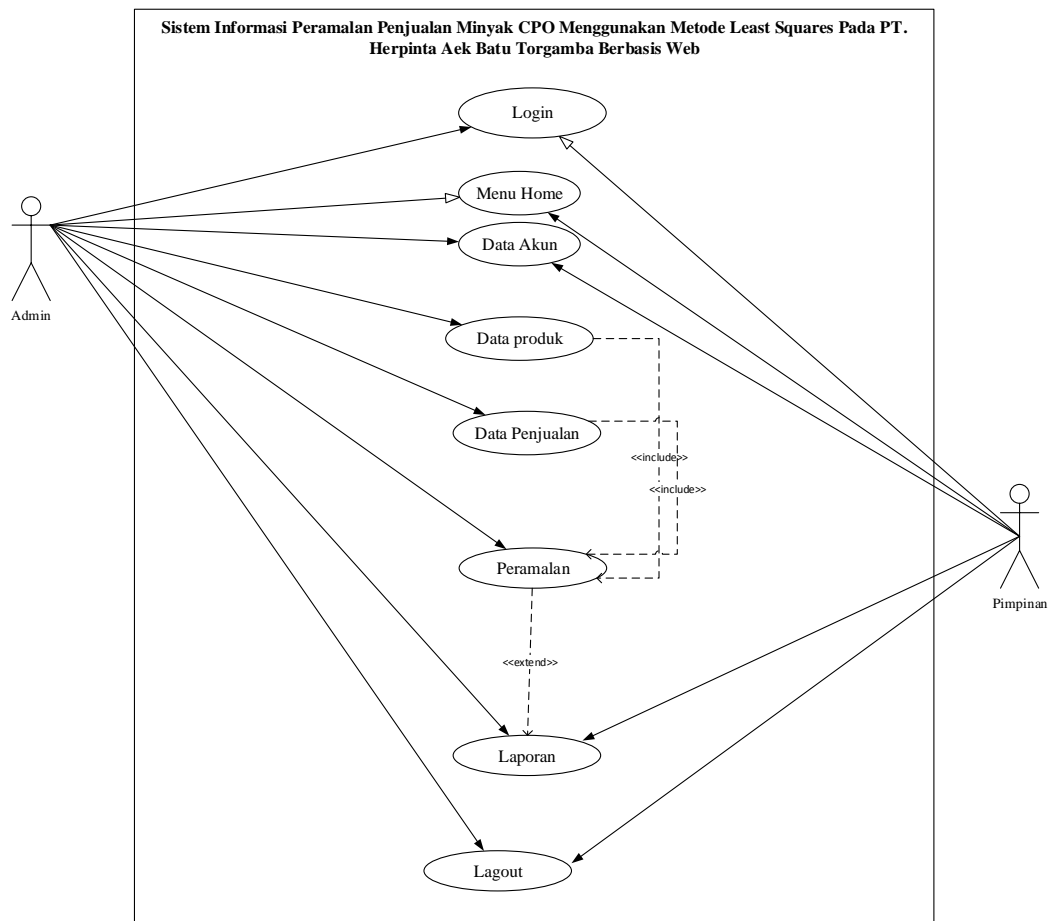 Sistem Informasi Peramalan Penjualan Minyak CPO Menggunakan Metode Least Squares Pada PT.
Herpinta Aek Batu Torgamba Berbasis Web
Login
Menu Home
Data Akun
Admin
Data produk
Data Penjualan
<<include>>
<<include>>
Peramalan
Pimpinan
<<extend>>
Laporan
Lagout